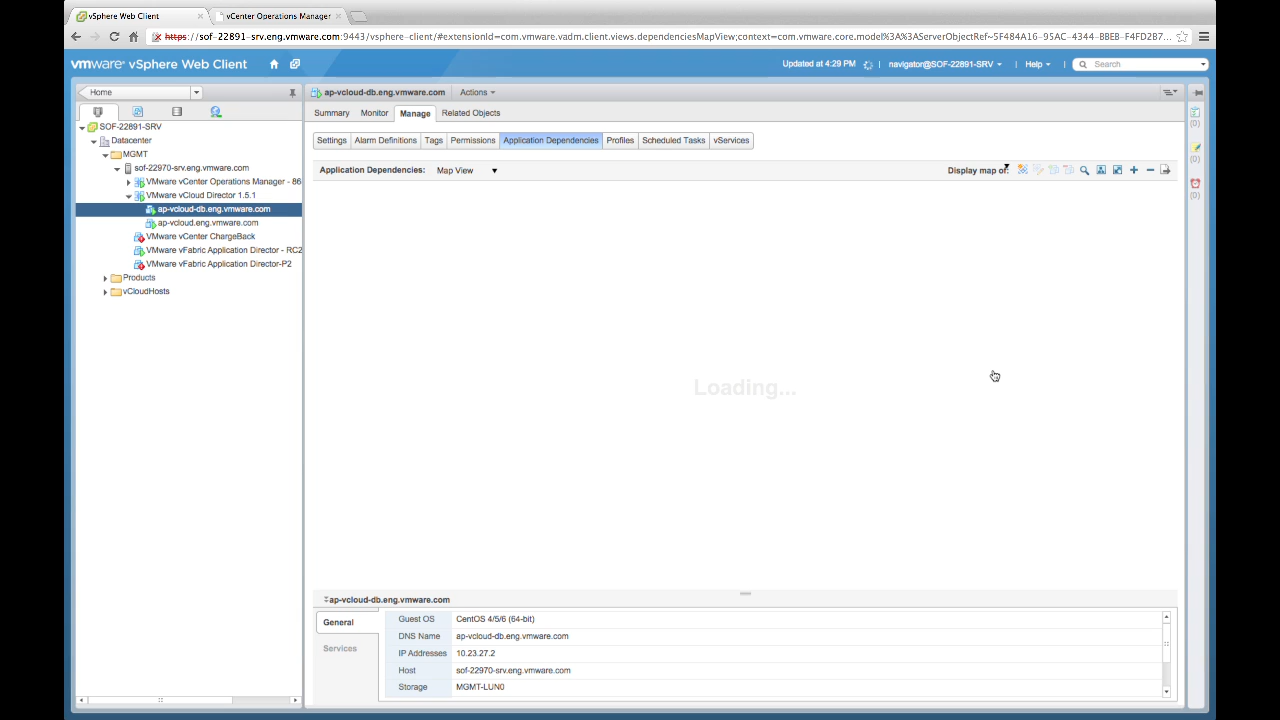 vSphere Web Client
vCenter Operations Manager
https://sof-22891-srv.eng.vmware.com:9443/vsphere-client/#extensionId=com.vmware.vadm.client.views.dependenciesMapView;context=com.vmware.core.model%3A%3AServerObjectRef~5F484A16-95AC-4344-BBEB-F4FD2B7...
vmware® vSphere Web Client
Updated at 4:29 PM
navigator@SOF-22891-SRV
Help
Search
Home
ap-vcloud-db.eng.vmware.com
Actions
Summary
Monitor
Manage
Related Objects
Settings
Alarm Definitions
Tags
Permissions
Application Dependencies
Profiles
Scheduled Tasks
vServices
Application Dependencies:
Map View
Display map of:
SOF-22891-SRV
Datacenter
MGMT
sof-22970-srv.eng.vmware.com
VMware vCenter Operations Manager - 86
VMware vCloud Director 1.5.1
ap-vcloud-db.eng.vmware.com
ap-vcloud.eng.vmware.com
VMware vCenter ChargeBack
VMware vFabric Application Director - RC2
VMware vFabric Application Director-P2
Products
vCloudHosts
(0)
(0)
(0)
Loading...
ap-vcloud-db.eng.vmware.com
General
Services
Guest OS CentOS 4/5/6 (64-bit)
DNS Name ap-vcloud-db.eng.vmware.com
IP Addresses 10.23.27.2
Host sof-22970-srv.eng.vmware.com
Storage MGMT-LUN0